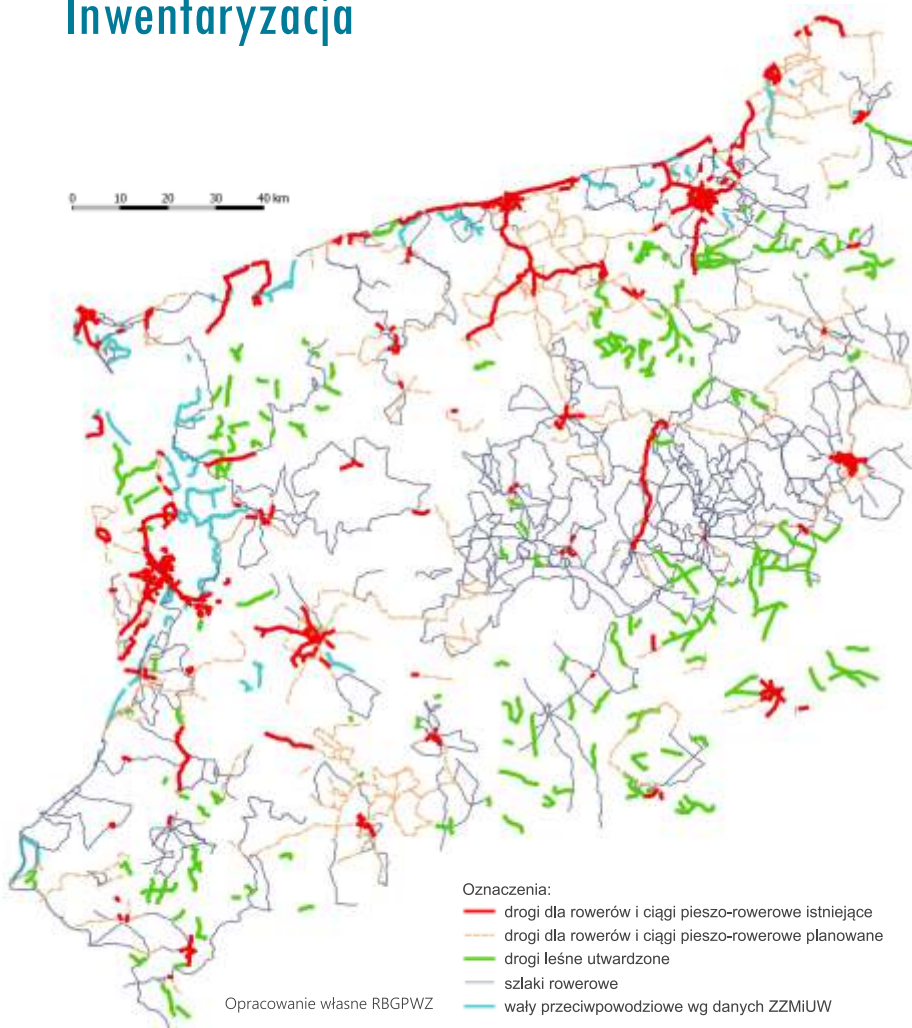 Inwentaryzacja
0 10 20 30 40 km
Oznaczenia:
drogi dla rowerów i ciągi pieszo-rowerowe istniejące
drogi dla rowerów i ciągi pieszo-rowerowe planowane
drogi leśne utwardzone
szlaki rowerowe
wały przeciwpowodziowe wg danych ZZMiUW
Opracowanie własne RBGPWZ